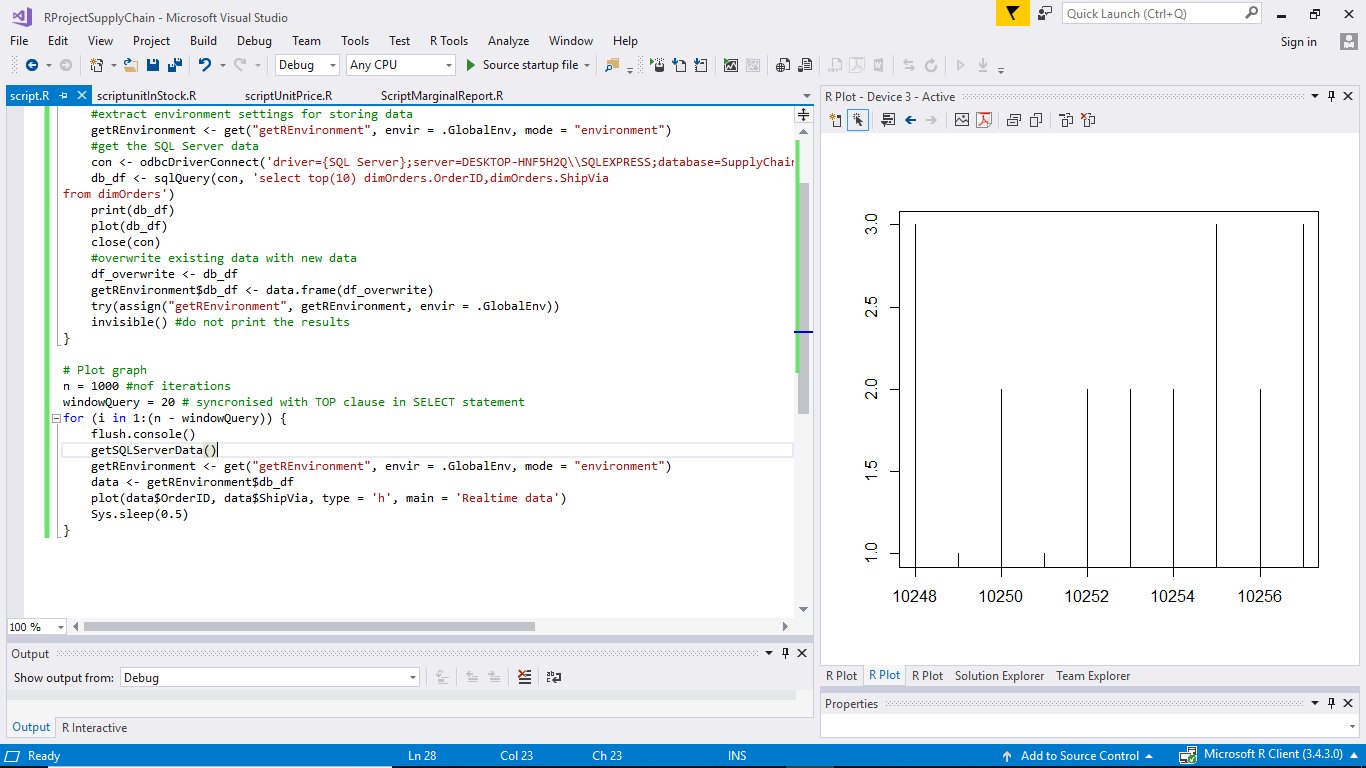 RProjectSupplyChain - Microsoft Visual Studio
Quick Launch (Ctrl+Q)
File Edit View Project Build Debug Team Tools Test R Tools Analyze Window Help
Sign in
Debug Any CPU Source startup file
script.R scriptunitInStock.R scriptUnitPrice.R ScriptMarginalReport.R
#extract environment settings for storing data
getREnvironment <- get("getREnvironment", envir = .GlobalEnv, mode = "environment")
#get the SQL Server data
con <- odbcDriverConnect('driver={SQL Server};server=DESKTOP-HNF5H2Q\\SQLEXPRESS;database=SupplyChain
db_df <- sqlQuery(con, 'select top(10) dimOrders.OrderID,dimOrders.ShipVia
from dimOrders')
print(db_df)
plot(db_df)
close(con)
#overwrite existing data with new data
df_overwrite <- db_df
getREnvironment$db_df <- data.frame(df_overwrite)
try(assign("getREnvironment", getREnvironment, envir = .GlobalEnv))
invisible() #do not print the results
}
# Plot graph
n = 1000 #nof iterations
windowQuery = 20 # syncronised with TOP clause in SELECT statement
for (i in 1:(n - windowQuery)) {
flush.console()
getSQLServerData()
getREnvironment <- get("getREnvironment", envir = .GlobalEnv, mode = "environment")
data <- getREnvironment$db_df
plot(data$OrderID, data$ShipVia, type = 'h', main = 'Realtime data')
Sys.sleep(0.5)
}
100 %
Output
Show output from: Debug
Output R Interactive
R Plot - Device 3 - Active
3.0
2.5
2.0
1.5
1.0
10248 10250 10252 10254 10256
R Plot R Plot R Plot Solution Explorer Team Explorer
Properties
Ready Ln 28 Col 23 Ch 23 INS Add to Source Control Microsoft R Client (3.4.3.0)